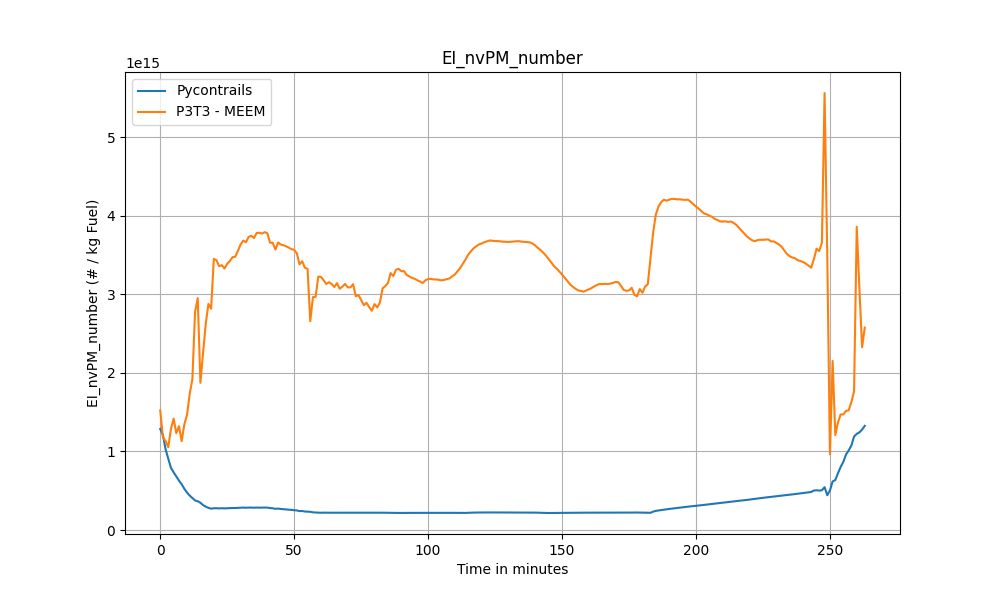 EI_nvPM_number
1e15
Pycontrails
P3T3 - MEEM
EI_nvPM_number (# / kg Fuel)
5
4
3
2
1
0
0 50 100 150 200 250
Time in minutes